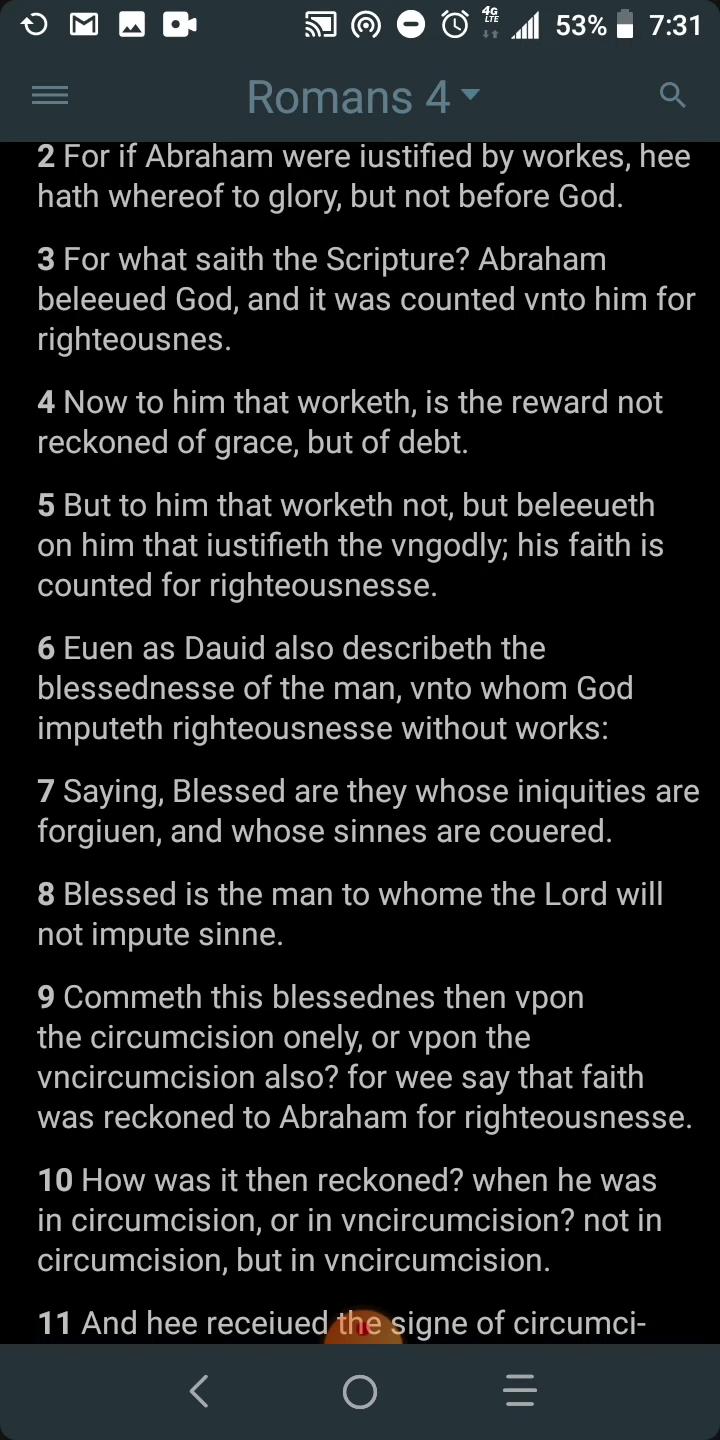 4G
LTE
53%
7:31
Romans 4
2 For if Abraham were iustified by workes, hee
hath whereof to glory, but not before God.
3 For what saith the Scripture? Abraham
beleeued God, and it was counted vnto him for
righteousnes.
4 Now to him that worketh, is the reward not
reckoned of grace, but of debt.
5 But to him that worketh not, but beleeueth
on him that iustifieth the vngodly; his faith is
counted for righteousnesse.
6 Euen as Dauid also describeth the
blessednesse of the man, vnto whom God
imputeth righteousnesse without works:
7 Saying, Blessed are they whose iniquities are
forgiuen, and whose sinnes are couered.
8 Blessed is the man to whome the Lord will
not impute sinne.
9 Commeth this blessednes then vpon
the circumcision onely, or vpon the
vncircumcision also? for wee say that faith
was reckoned to Abraham for righteousnesse.
10 How was it then reckoned? when he was
in circumcision, or in vncircumcision? not in
circumcision, but in vncircumcision.
11 And hee receiued the signe of circumci-